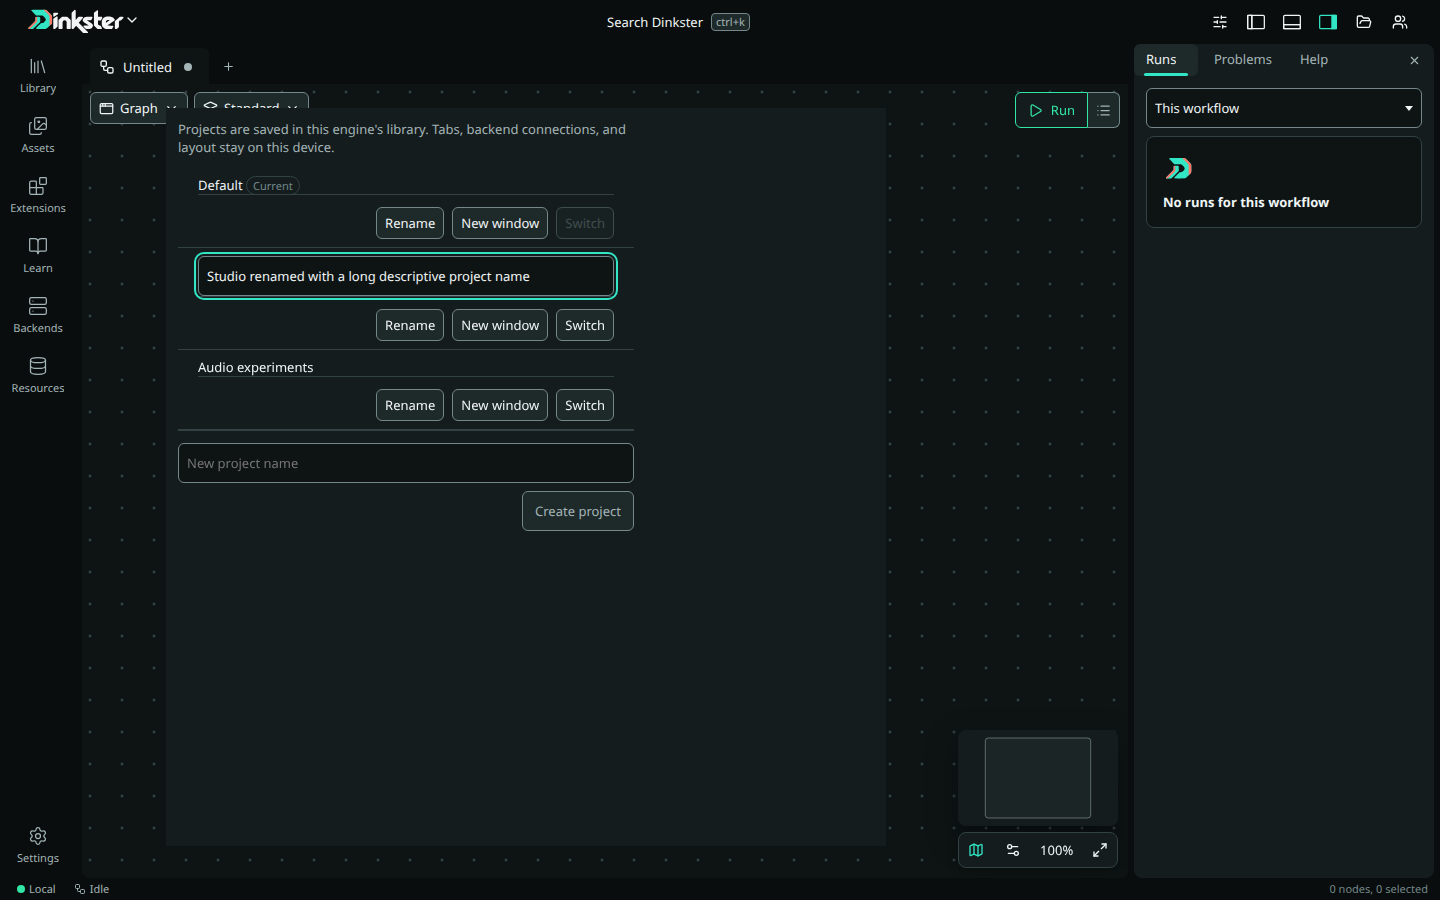 Dinkster
Search Dinkster ctrl+k
Library
Assets
Extensions
Learn
Backends
Resources
Settings
Untitled
Graph
Standard
Run
Projects are saved in this engine's library. Tabs, backend connections, and
layout stay on this device.
Default Current
Rename New window Switch
Studio renamed with a long descriptive project name
Rename New window Switch
Audio experiments
Rename New window Switch
New project name
Create project
100%
Runs Problems Help
This workflow
No runs for this workflow
Local Idle
0 nodes, 0 selected